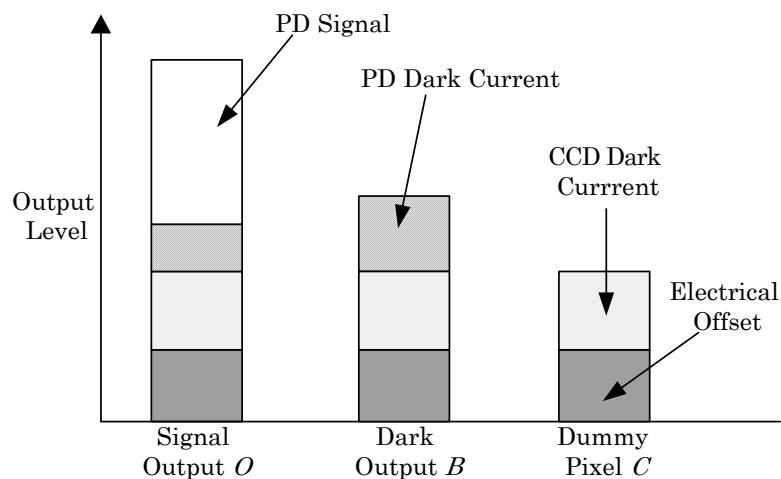 PD Signal
PD Dark Current
CCD Dark
Currrent
Output
Level
Electrical
Offset
Signal
Output O
Dark
Output B
Dummy
Pixel C